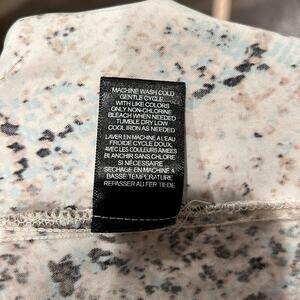 MACHINE WASH COLD
GENTLE CYCLE
WITH LIKE COLORS
ONLY NON-CHLORINE
BLEACH WHEN NEEDED
TUMBLE DRY LOW
COOL IRON AS NEEDED
LAVER EN MACHINE A L'EAU
FROIDE CYCLE DOUX,
AVEC LES COULEURS AIMEES
BLANCHIR SANS CHLORE
SI NÉCESSAIRE
SECHAGE EN MACHINE A
BASSE TEMPERATURE
REPASSER AU FER TIEDE